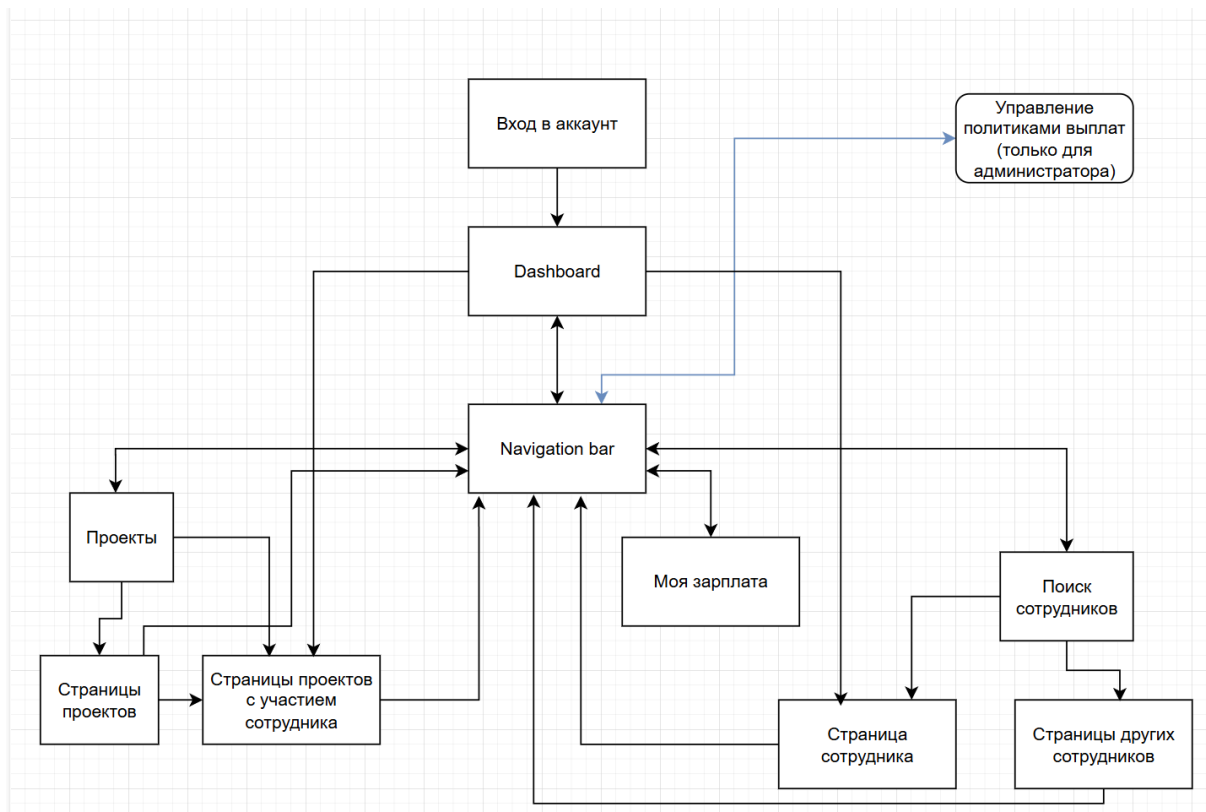 Вход в аккаунт
Управление
политиками выплат
(только для
администратора)
Dashboard
Navigation bar
Проекты
Моя зарплата
Поиск
сотрудников
Страницы
проектов
Страницы проектов
с участием
сотрудника
Страница
сотрудника
Страницы других
сотрудников